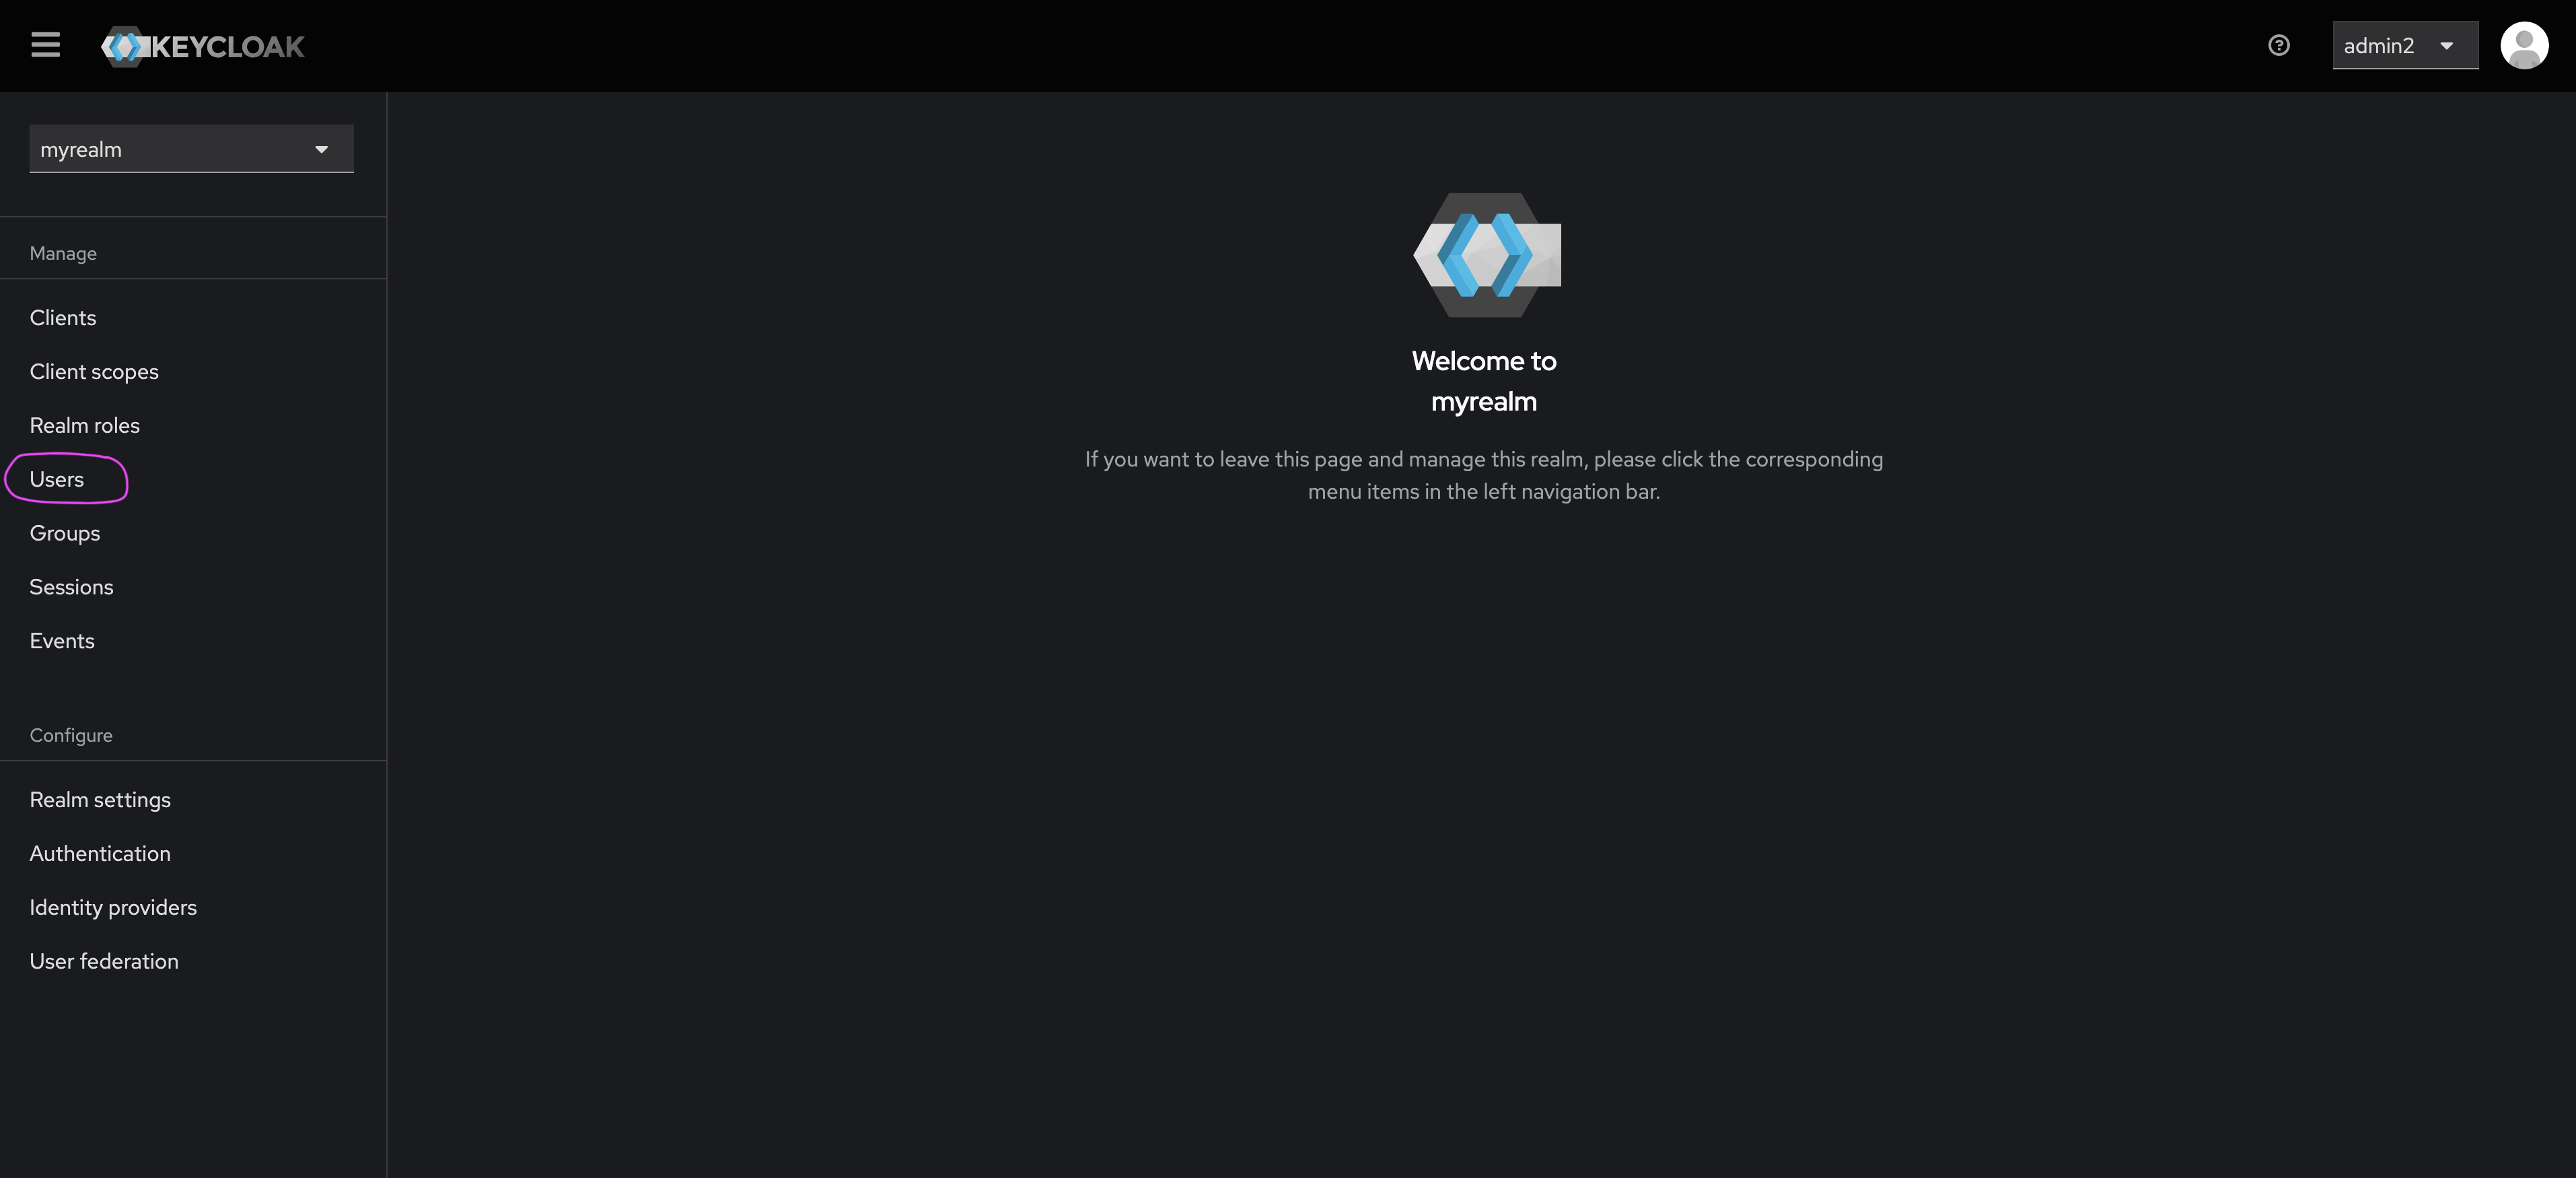 KEYCLOAK
admin2
myrealm
Manage
Clients
Client scopes
Realm roles
Users
Groups
Sessions
Events
Configure
Realm settings
Authentication
Identity providers
User federation
Welcome to
myrealm
If you want to leave this page and manage this realm, please click the corresponding
menu items in the left navigation bar.